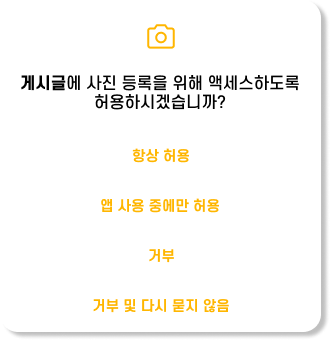 게시글에 사진 등록을 위해 액세스하도록
허용하시겠습니까?
항상 허용
앱 사용 중에만 허용
거부
거부 및 다시 묻지 않음